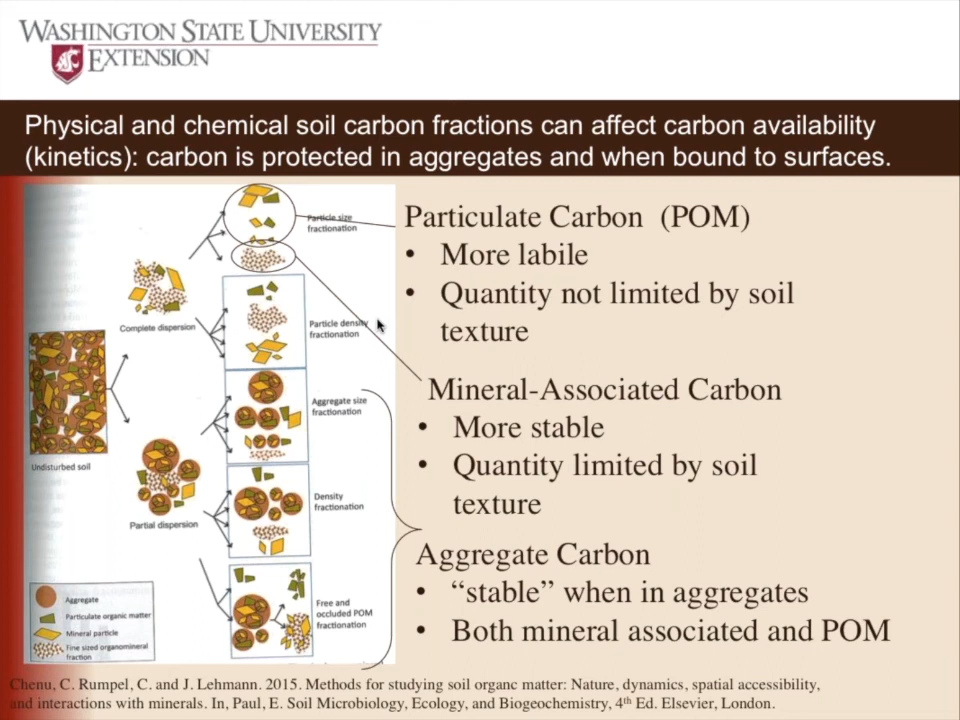 WASHINGTON STATE UNIVERSITY
EXTENSION
Physical and chemical soil carbon fractions can affect carbon availability
(kinetics): carbon is protected in aggregates and when bound to surfaces.
Particle size
fractionation
Complete dispersion
Particle density
fractionation
Aggregate size
fractionation
Undisturbed soil
Density
fractionation
Partial dispersion
Free and
occluded POM
fractionation
Aggregate
Particulate organic matter
Mineral particle
Fine sized organomineral
fraction
Particulate Carbon (POM)
• More labile
• Quantity not limited by soil
texture
Mineral-Associated Carbon
• More stable
• Quantity limited by soil
texture
Aggregate Carbon
• “stable” when in aggregates
• Both mineral associated and POM
Chenu, C. Rumpel, C. and J. Lehmann. 2015. Methods for studying soil organc matter: Nature, dynamics, spatial accessibility,
and interactions with minerals. In, Paul, E. Soil Microbiology, Ecology, and Biogeochemistry, 4th Ed. Elsevier, London.